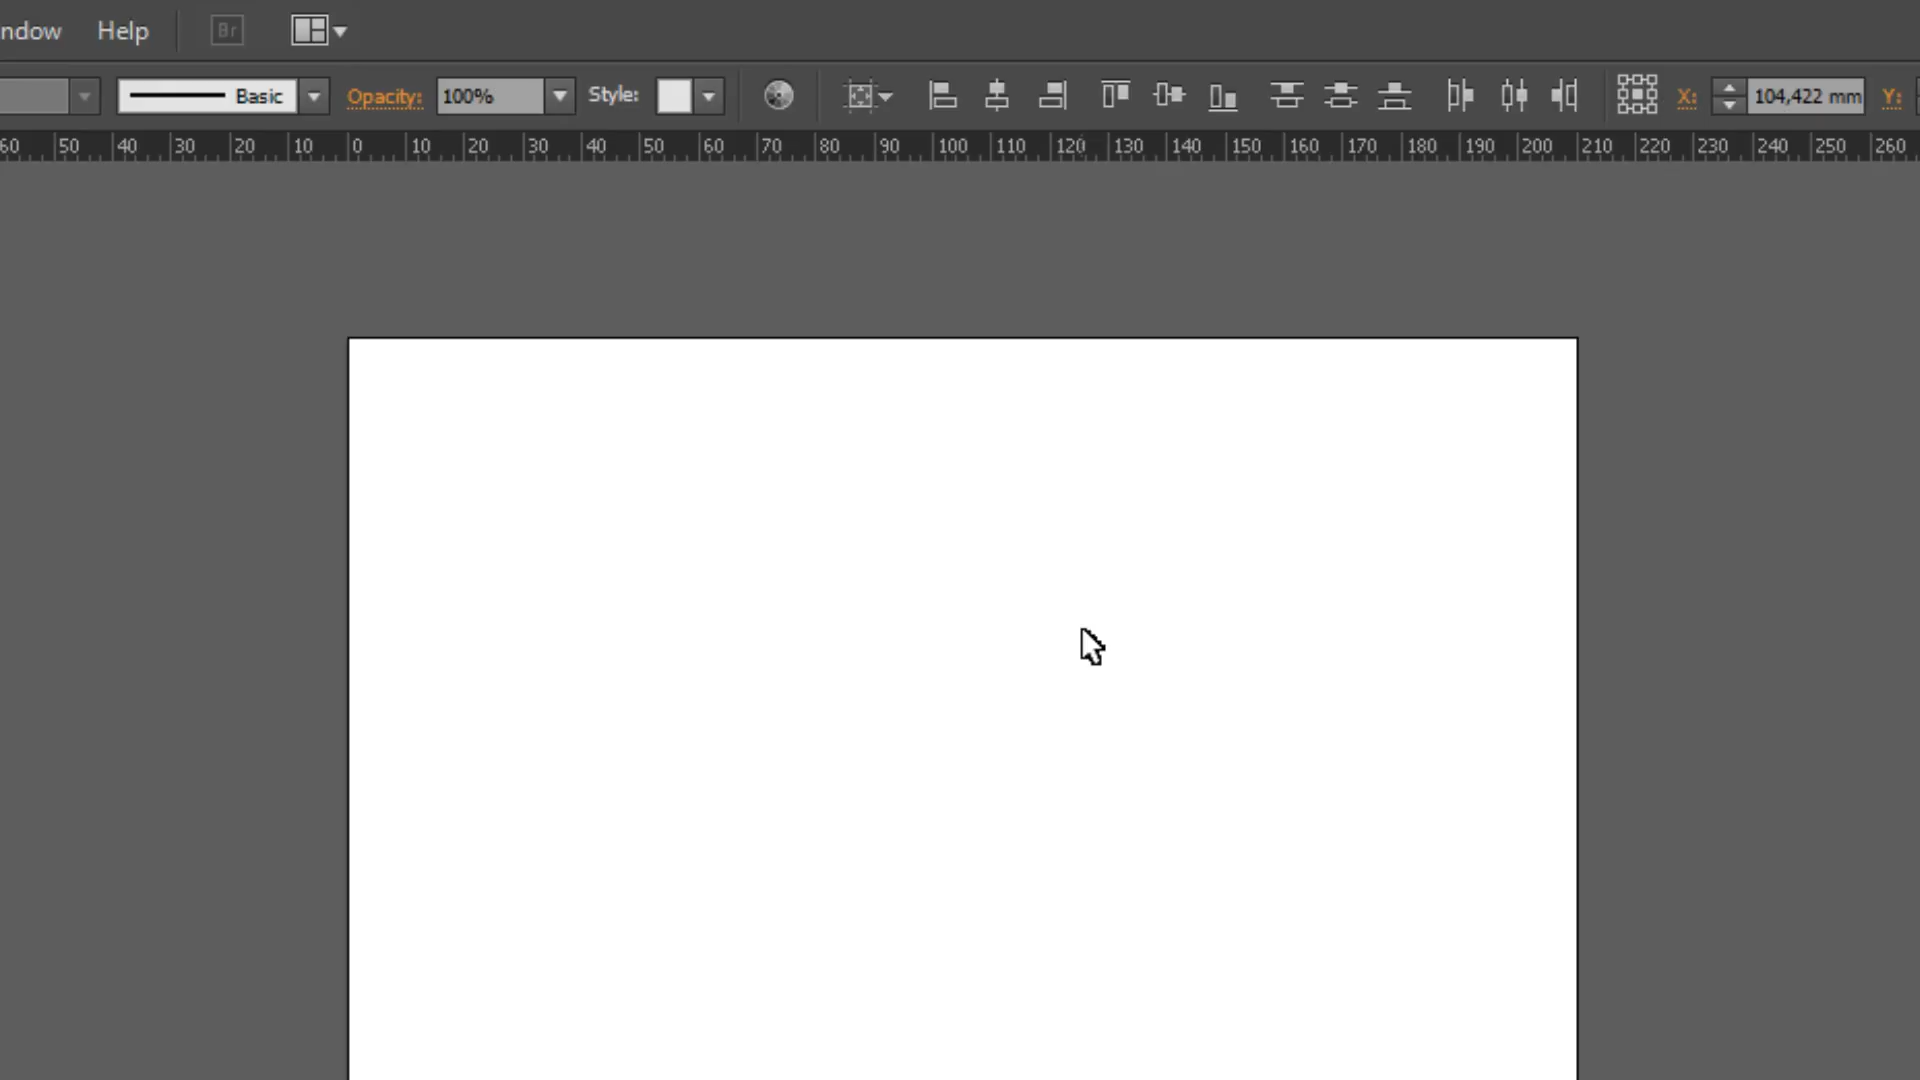 ndow Help Br
Basic Opacity: 100% Style: X: 104,422 mm Y:
60 50 40 30 20 10 0 10 20 30 40 50 60 70 80 90 100 110 120 130 140 150 160 170 180 190 200 210 220 230 240 250 260